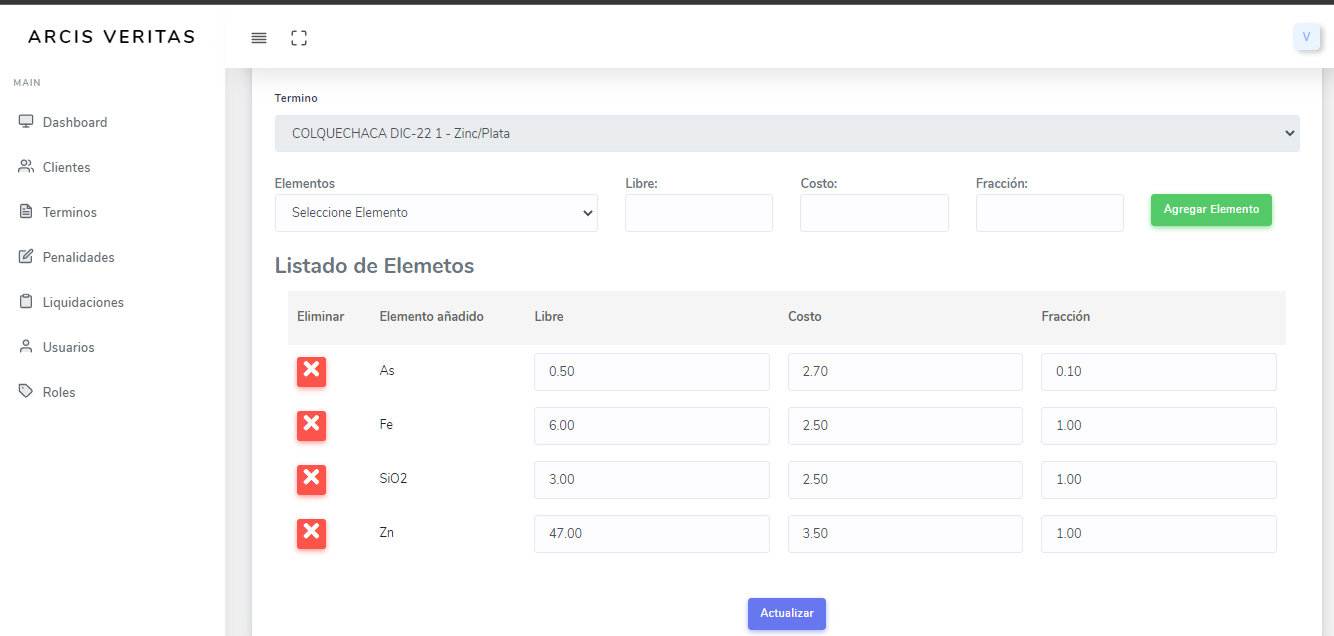 ARCIS VERITAS
V
MAIN
Dashboard
Clientes
Terminos
Penalidades
Liquidaciones
Usuarios
Roles
Termino
COLQUECHACA DIC-22 1 - Zinc/Plata
Elementos Libre: Costo: Fracción:
Seleccione Elemento Agregar Elemento
Listado de Elemetos
Eliminar Elemento añadido Libre Costo Fracción
As 0.50 2.70 0.10
Fe 6.00 2.50 1.00
SiO2 3.00 2.50 1.00
Zn 47.00 3.50 1.00
Actualizar